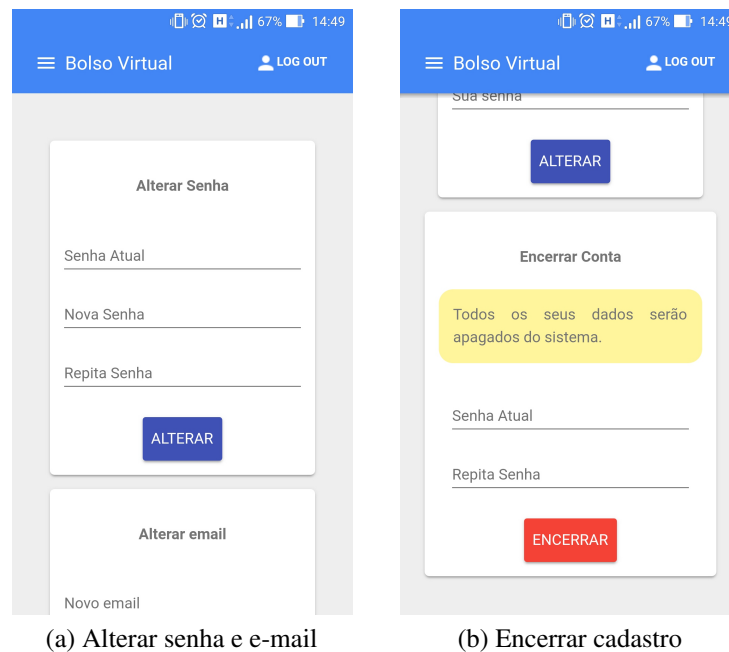 67% 14:49
Bolso Virtual LOG OUT
Alterar Senha
Senha Atual
Nova Senha
Repita Senha
ALTERAR
Alterar email
Novo email
(a) Alterar senha e e-mail
67% 14:49
Bolso Virtual LOG OUT
Sua senha
ALTERAR
Encerrar Conta
Todos os seus dados serão
apagados do sistema.
Senha Atual
Repita Senha
ENCERRAR
(b) Encerrar cadastro